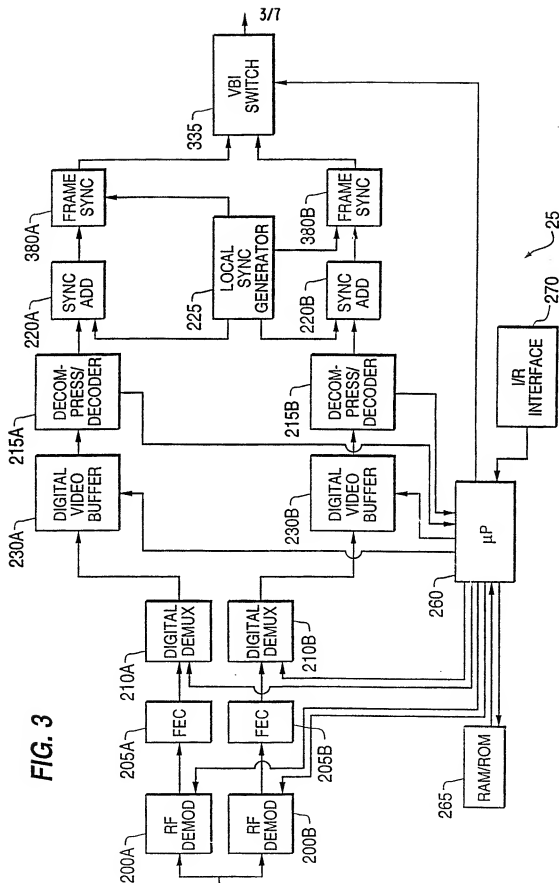 FIG. 3
200A
RF
DEMOD
205A
FEC
210A
DIGITAL
DEMUX
230A
DIGITAL
VIDEO
BUFFER
215A
DECOM-
PRESS/
DECODER
220A
SYNC
ADD
380A
FRAME
SYNC
335
VBI
SWITCH
3/7
225
LOCAL
SYNC
GENERATOR
RF
DEMOD
200B
FEC
205B
DIGITAL
DEMUX
210B
DIGITAL
VIDEO
BUFFER
230B
DECOM-
PRESS/
DECODER
215B
SYNC
ADD
220B
FRAME
SYNC
380B
265
RAM/ROM
260
μP
I/R
INTERFACE
270
25